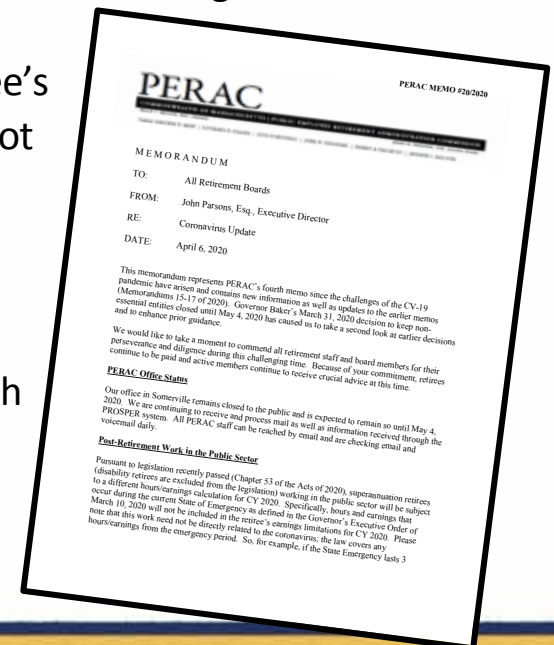 ee's
ot
h
PERAC MEMO #20/2020
PERAC
COMMONWEALTH OF MASSACHUSETTS | PUBLIC EMPLOYEE RETIREMENT ADMINISTRATION COMMISSION
MEMORANDUM
TO: All Retirement Boards
FROM: John Parsons, Esq., Executive Director
RE: Coronavirus Update
DATE: April 6, 2020
This memorandum represents PERAC's fourth memo since the challenges of the CV-19
pandemic have arisen and contains new information as well as updates to the earlier memos
(Memorandums 15-17 of 2020). Governor Baker's March 31, 2020 decision to keep non-
essential entities closed until May 4, 2020 has caused us to take a second look at earlier decisions
and to enhance prior guidance.
We would like to take a moment to commend all retirement staff and board members for their
perseverance and diligence during this challenging time. Because of your commitment, retirees
continue to be paid and active members continue to receive crucial advice at this time.
PERAC Office Status
Our office in Somerville remains closed to the public and is expected to remain so until May 4,
2020. We are continuing to receive and process mail as well as information received through the
PROSPER system. All PERAC staff can be reached by email and are checking email and
voicemail daily.
Post-Retirement Work in the Public Sector
Pursuant to legislation recently passed (Chapter 53 of the Acts of 2020), superannuation retirees
(disability retirees are excluded from the legislation) working in the public sector will be subject
to a different hours/earnings calculation for CY 2020. Specifically, hours and earnings that
occur during the current State of Emergency as defined in the Governor's Executive Order of
March 10, 2020 will not be included in the retiree's earnings limitations for CY 2020. Please
note that this work need not be directly related to the coronavirus; the law covers any
hours/earnings from the emergency period. So, for example, if the State Emergency lasts 3